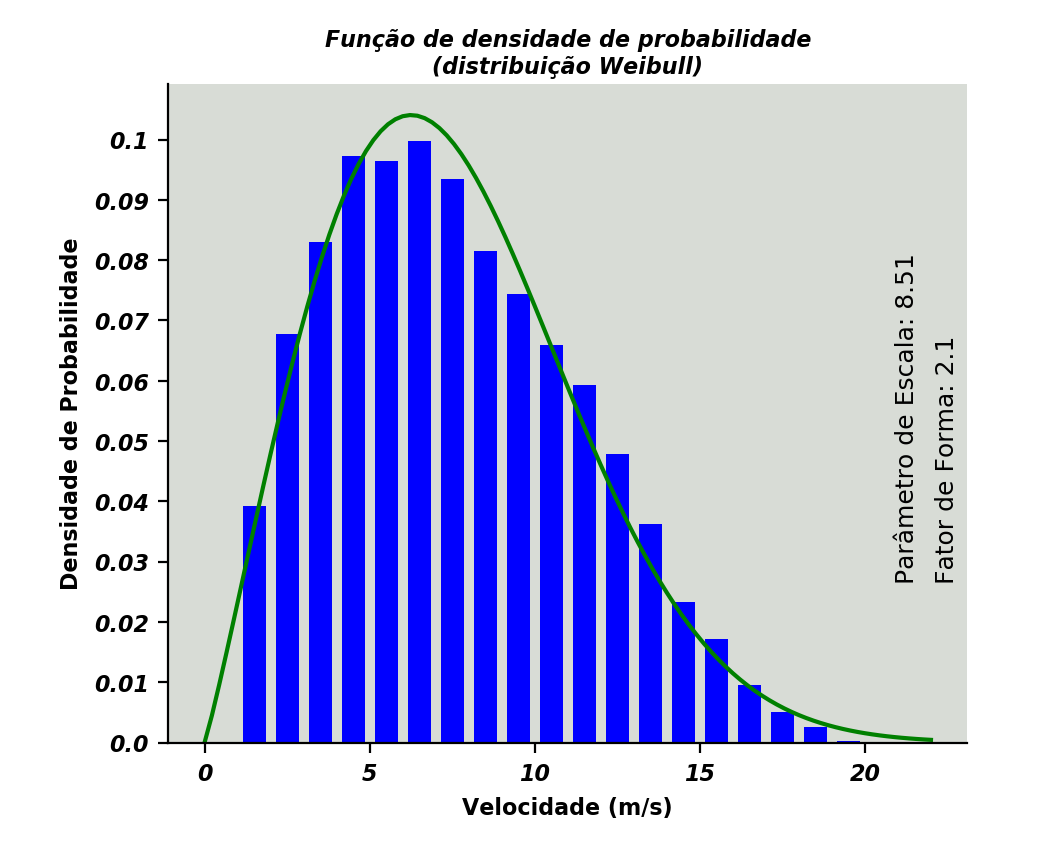 Função de densidade de probabilidade
(distribuição Weibull)
0.1
0.09
0.08
0.07
0.06
0.05
0.04
0.03
0.02
0.01
0.0
Densidade de Probabilidade
0
5
10
15
20
Velocidade (m/s)
Parâmetro de Escala: 8.51
Fator de Forma: 2.1